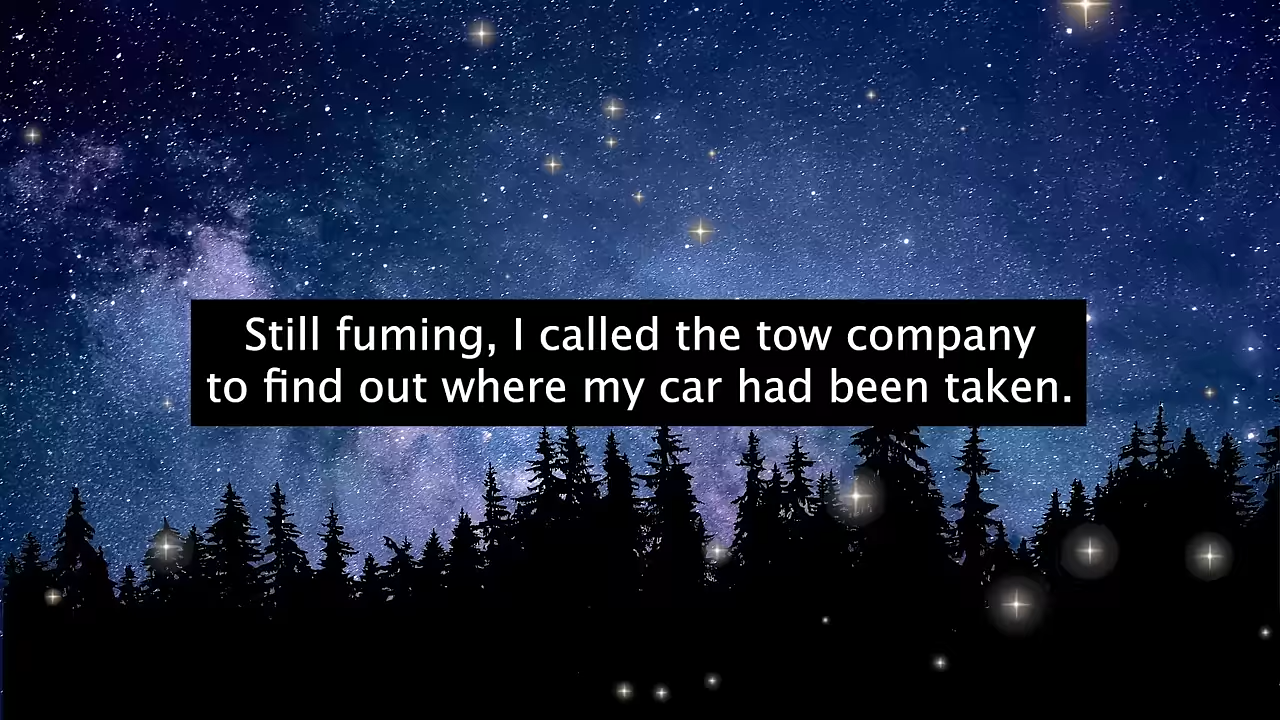 Still fuming, I called the tow company
to find out where my car had been taken.